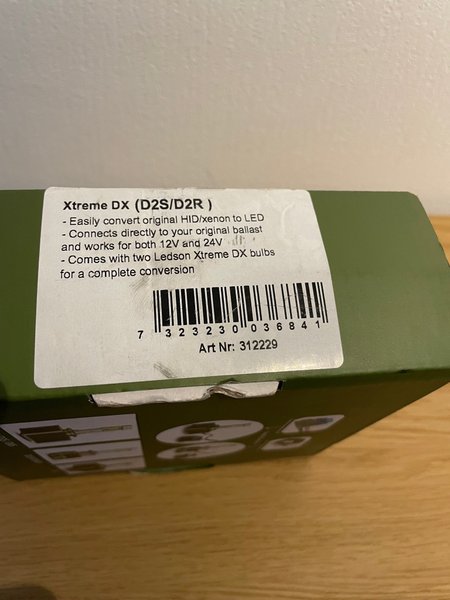 Xtreme DX (D2S/D2R )
- Easily convert original HID/xenon to LED
- Connects directly to your original ballast
and works for both 12V and 24V
- Comes with two Ledson Xtreme DX bulbs
for a complete conversion
7 323230 036841
Art Nr: 312229